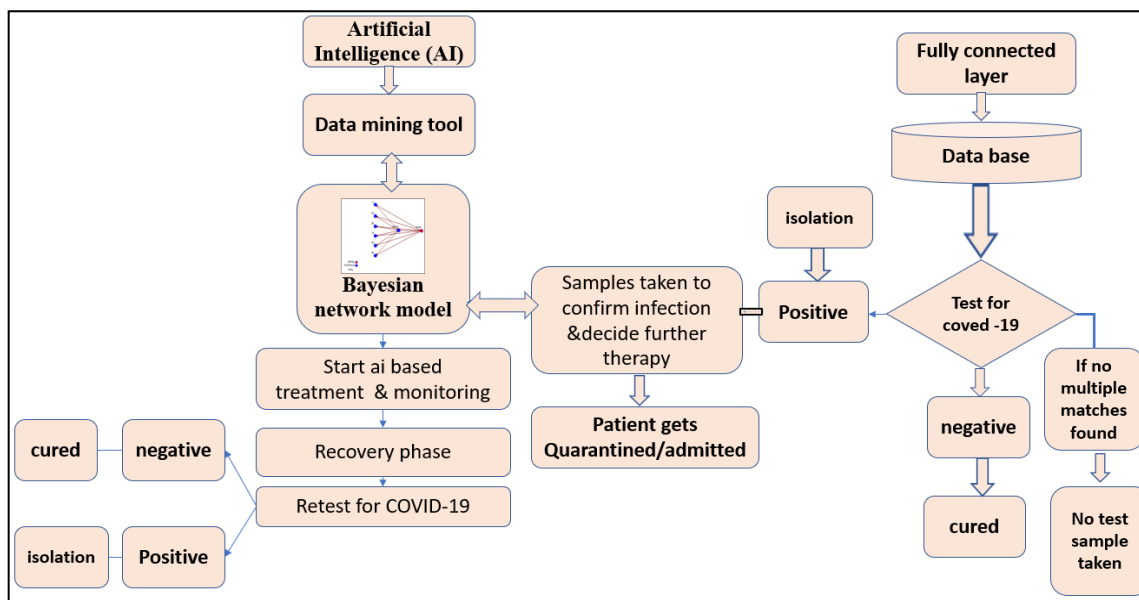 Artificial
Intelligence (AI)
Data mining tool
Bayesian
network model
Start ai based
treatment & monitoring
Recovery phase
Retest for COVID-19
cured
negative
isolation
Positive
Samples taken to
confirm infection
&decide further
therapy
Patient gets
Quarantined/admitted
isolation
Positive
Fully connected
layer
Data base
Test for
coved -19
negative
cured
If no
multiple
matches
found
No test
sample
taken